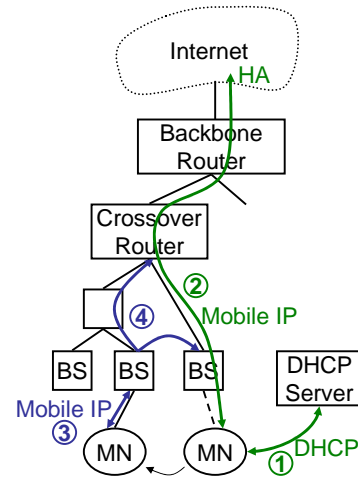 Internet
HA
Backbone
Router
Crossover
Router
②
Mobile IP
④
BS
BS
BS
DHCP
Server
Mobile IP
③
MN
MN
①
DHCP